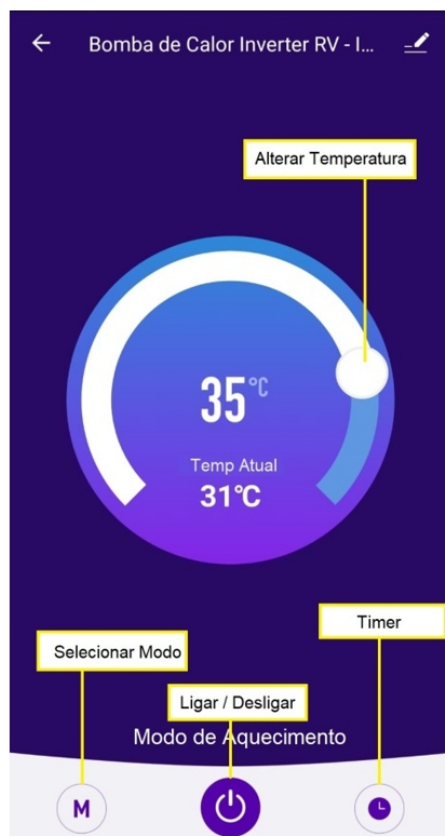 Bomba de Calor Inverter RV - I...
Alterar Temperatura
35°C
Temp Atual
31°C
Timer
Selecionar Modo
Ligar / Desligar
Modo de Aquecimento
M